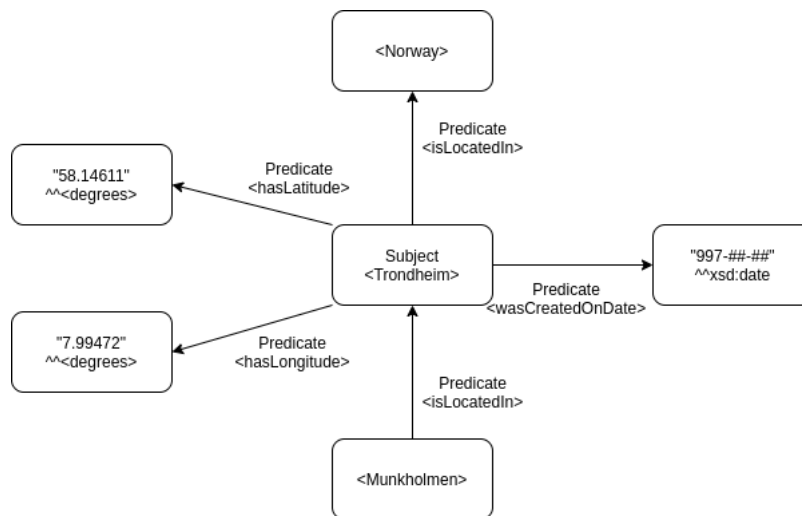 <Norway>
Predicate
<isLocatedIn>
"58.14611"
^^<degrees>
Predicate
<hasLatitude>
Subject
<Trondheim>
"997-##-##"
^^xsd:date
Predicate
<wasCreatedOnDate>
"7.99472"
^^<degrees>
Predicate
<hasLongitude>
Predicate
<isLocatedIn>
<Munkholmen>